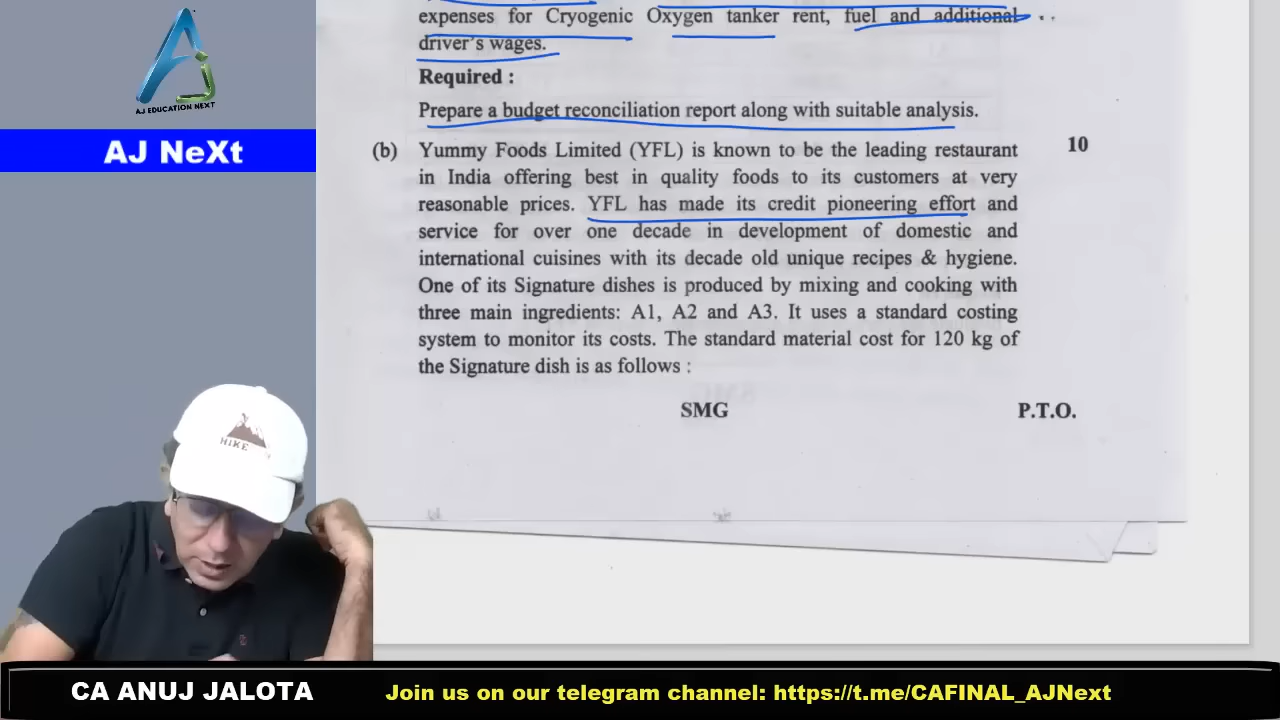 AJ EDUCATION NEXT
AJ NeXt
expenses for Cryogenic Oxygen tanker rent, fuel and additional
driver's wages.
Required :
Prepare a budget reconciliation report along with suitable analysis.
(b) Yummy Foods Limited (YFL) is known to be the leading restaurant 10
in India offering best in quality foods to its customers at very
reasonable prices. YFL has made its credit pioneering effort and
service for over one decade in development of domestic and
international cuisines with its decade old unique recipes & hygiene.
One of its Signature dishes is produced by mixing and cooking with
three main ingredients: A1, A2 and A3. It uses a standard costing
system to monitor its costs. The standard material cost for 120 kg of
the Signature dish is as follows :
SMG P.T.O.
HIKE
CA ANUJ JALOTA Join us on our telegram channel: https://t.me/CAFINAL_AJNext